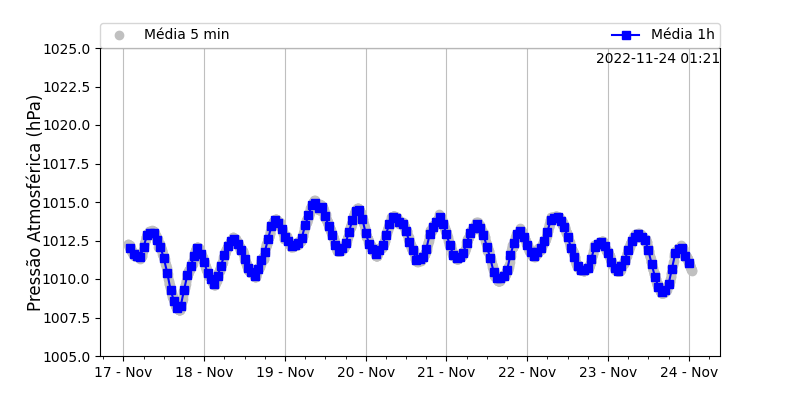 Média 5 min
Média 1h
2022-11-24 01:21
Pressão Atmosférica (hPa)
1025.0
1022.5
1020.0
1017.5
1015.0
1012.5
1010.0
1007.5
1005.0
17 - Nov
18 - Nov
19 - Nov
20 - Nov
21 - Nov
22 - Nov
23 - Nov
24 - Nov